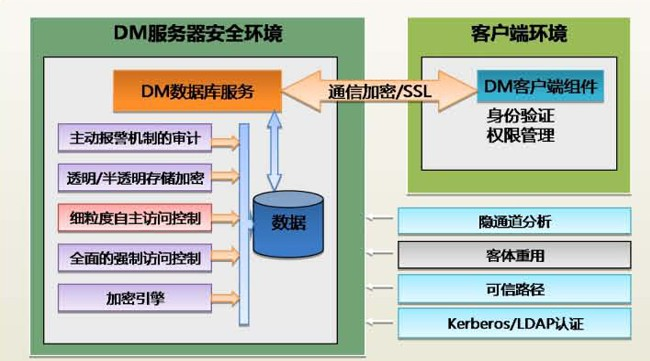 DM服务器安全环境
客户端环境
DM数据库服务
通信加密/SSL
DM客户端组件
身份验证
权限管理
主动报警机制的审计
透明/半透明存储加密
细粒度自主访问控制
全面的强制访问控制
加密引擎
数据
隐通道分析
客体重用
可信路径
Kerberos/LDAP认证